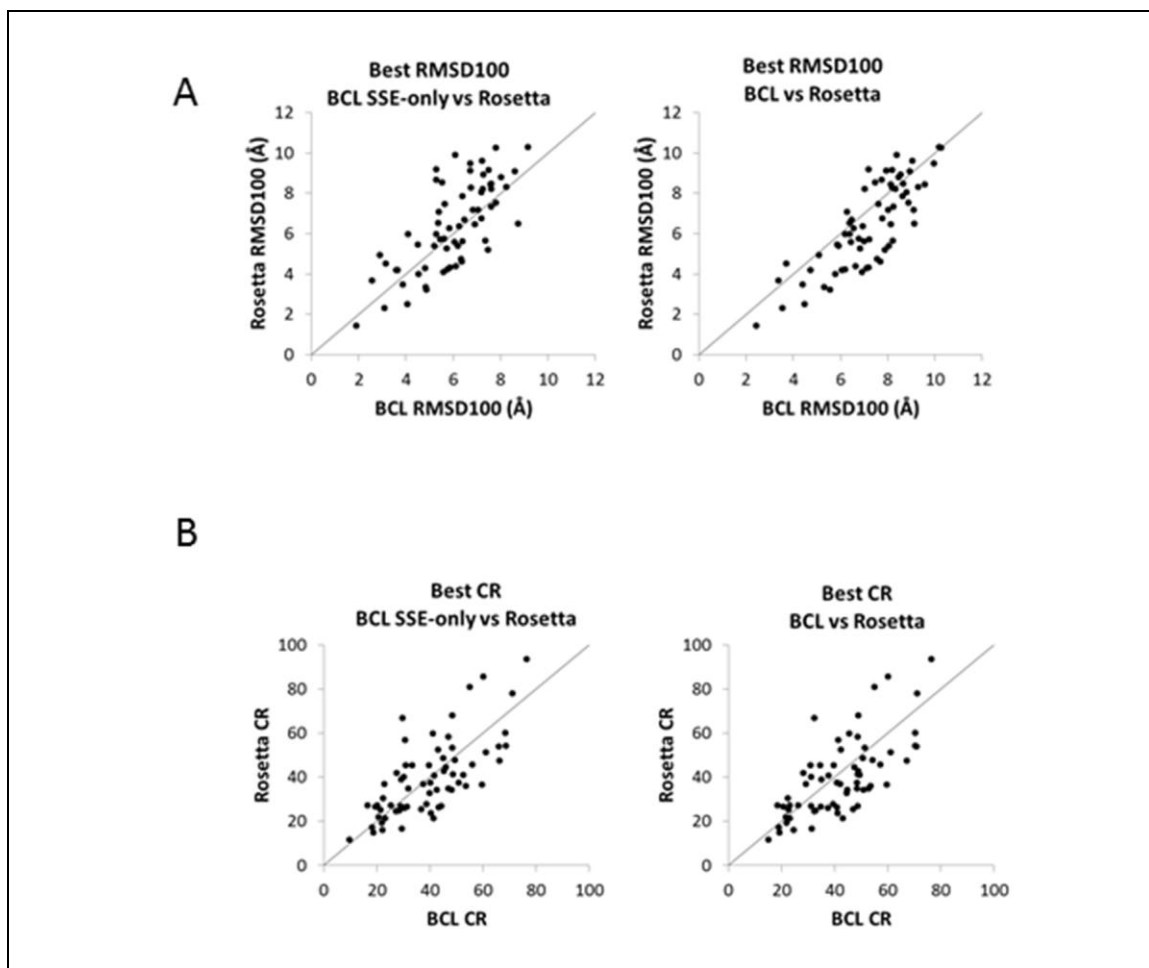 A
Best RMSD100
BCL SSE-only vs Rosetta
12
10
8
6
4
2
0
Rosetta RMSD100 (Å)
0 2 4 6 8 10 12
BCL RMSD100 (Å)
Best RMSD100
BCL vs Rosetta
12
10
8
6
4
2
0
Rosetta RMSD100 (Å)
0 2 4 6 8 10 12
BCL RMSD100 (Å)
B
Best CR
BCL SSE-only vs Rosetta
100
80
60
40
20
0
Rosetta CR
0 20 40 60 80 100
BCL CR
Best CR
BCL vs Rosetta
100
80
60
40
20
0
Rosetta CR
0 20 40 60 80 100
BCL CR